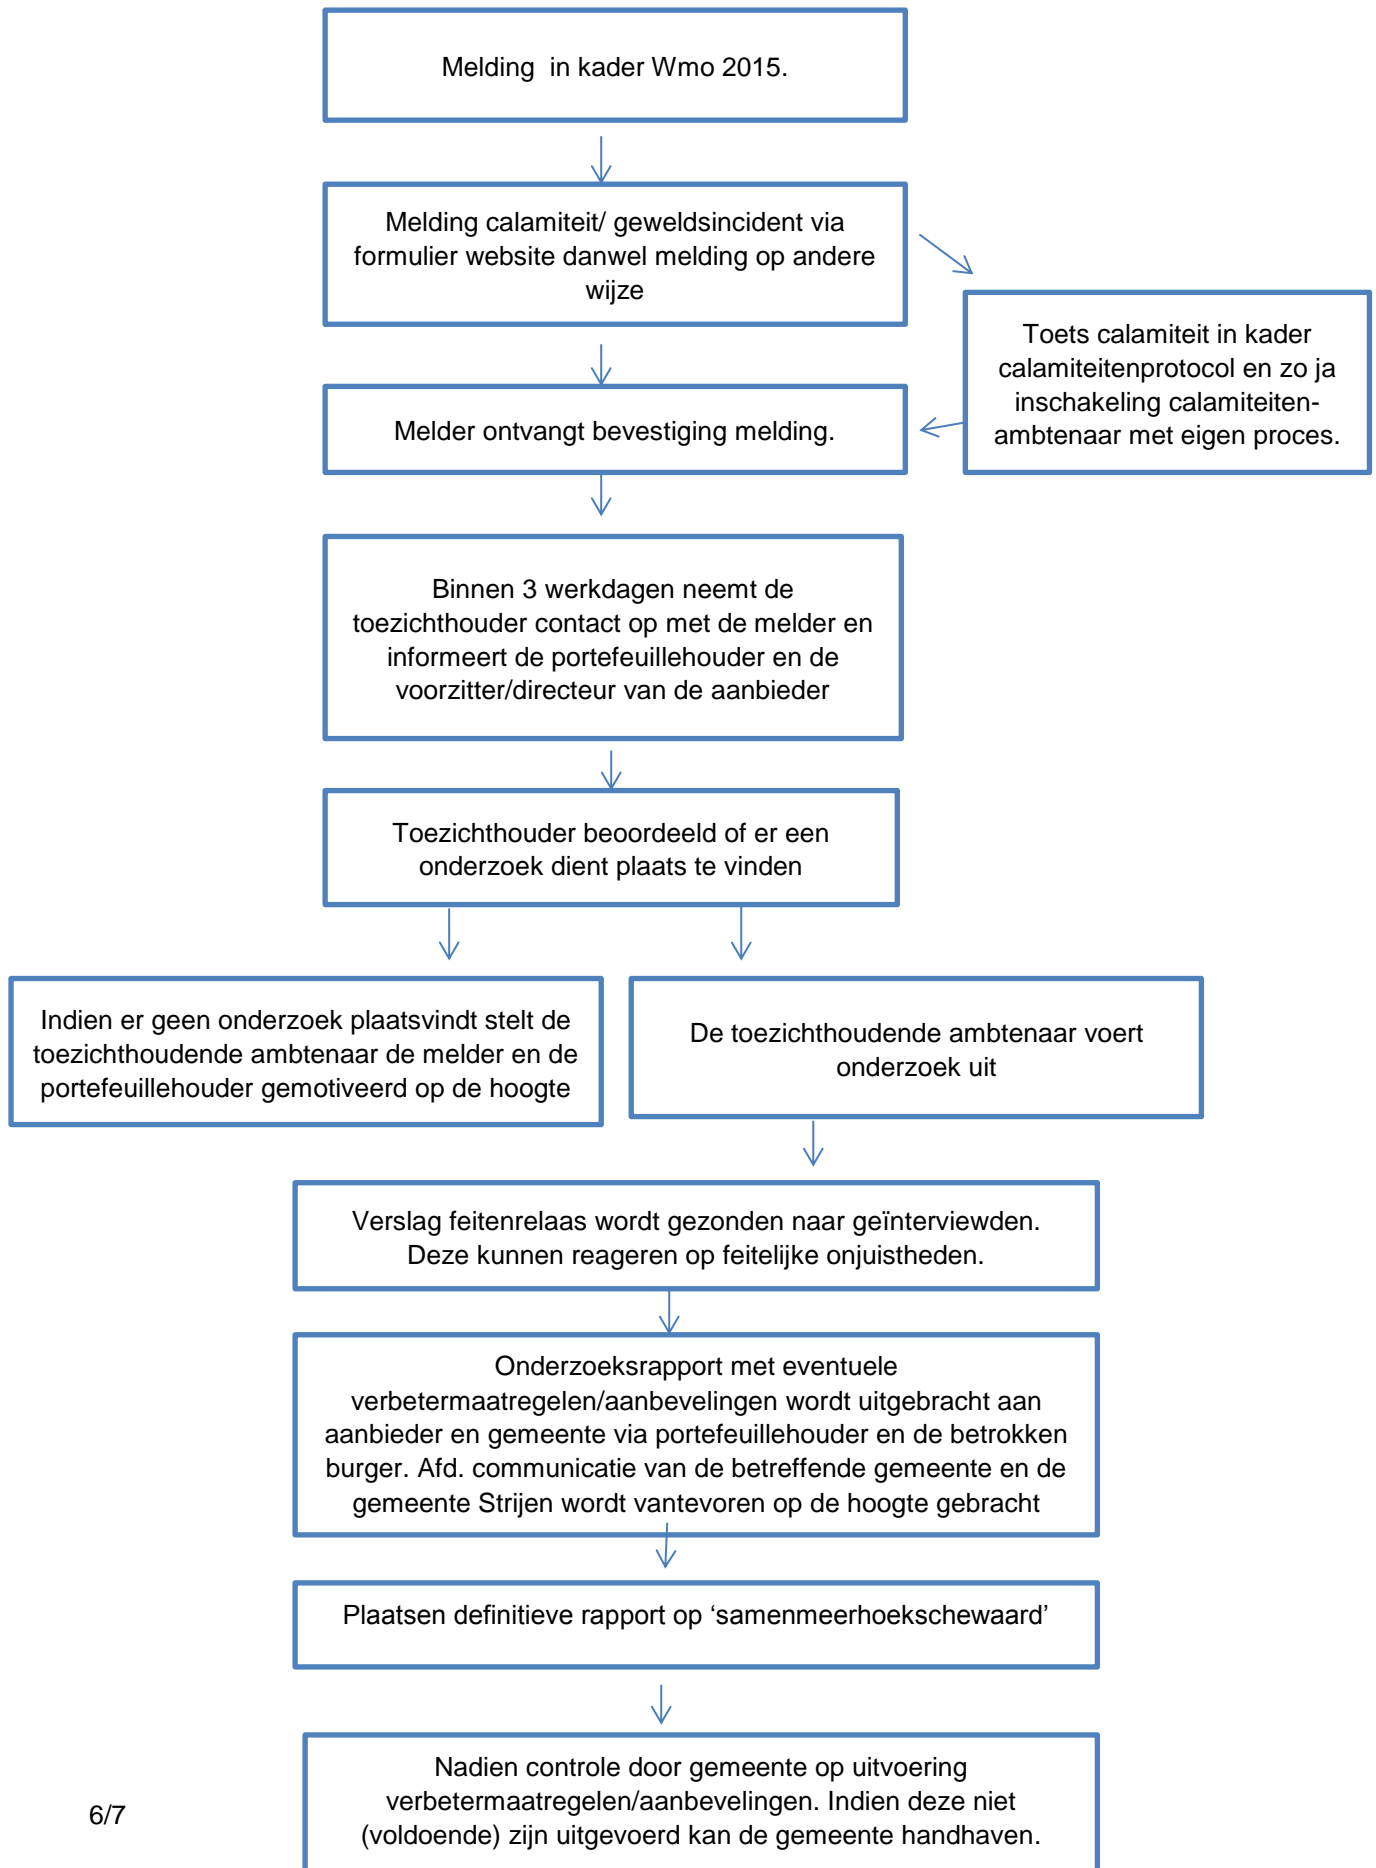 Melding  in kader Wmo 2015.
Melding calamiteit/ geweldsincident via
formulier website danwel melding op andere
wijze
Toets calamiteit in kader
calamiteitenprotocol en zo ja
inschakeling calamiteiten-
ambtenaar met eigen proces.
Melder ontvangt bevestiging melding.
Binnen 3 werkdagen neemt de
toezichthouder contact op met de melder en
informeert de portefeuillehouder en de
voorzitter/directeur van de aanbieder
Toezichthouder beoordeeld of er een
onderzoek dient plaats te vinden
Indien er geen onderzoek plaatsvindt stelt de
toezichthoudende ambtenaar de melder en de
portefeuillehouder gemotiveerd op de hoogte
De toezichthoudende ambtenaar voert
onderzoek uit
Verslag feitenrelaas wordt gezonden naar geïnterviewden.
Deze kunnen reageren op feitelijke onjuistheden.
Onderzoeksrapport met eventuele
verbetermaatregelen/aanbevelingen wordt uitgebracht aan
aanbieder en gemeente via portefeuillehouder en de betrokken
burger. Afd. communicatie van de betreffende gemeente en de
gemeente Strijen wordt vantevoren op de hoogte gebracht
Plaatsen definitieve rapport op ‘samenmeerhoekschewaard’
Nadien controle door gemeente op uitvoering
verbetermaatregelen/aanbevelingen. Indien deze niet
(voldoende) zijn uitgevoerd kan de gemeente handhaven.
6/7